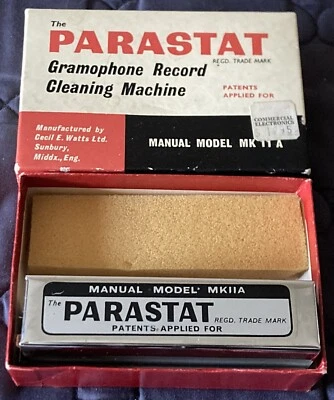 The
PARASTAT
REGD. TRADE MARK
Gramophone Record
Cleaning Machine
PATENTS
APPLIED FOR
COMMERCIAL
ELECTRONICS
Manufactured by
Cecil E. Watts Ltd.
Sunbury,
Middx., Eng.
MANUAL MODEL MK II A
MANUAL MODEL MKIIA
The PARASTAT
REGD. TRADE MARK
PATENTS APPLIED FOR